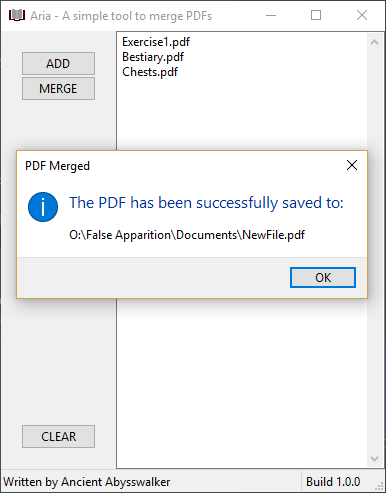 Aria - A simple tool to merge PDFs
ADD
MERGE
Exercise1.pdf
Bestiary.pdf
Chests.pdf
PDF Merged
The PDF has been successfully saved to:
O:\False Apparition\Documents\NewFile.pdf
OK
CLEAR
Written by Ancient Abysswalker
Build 1.0.0